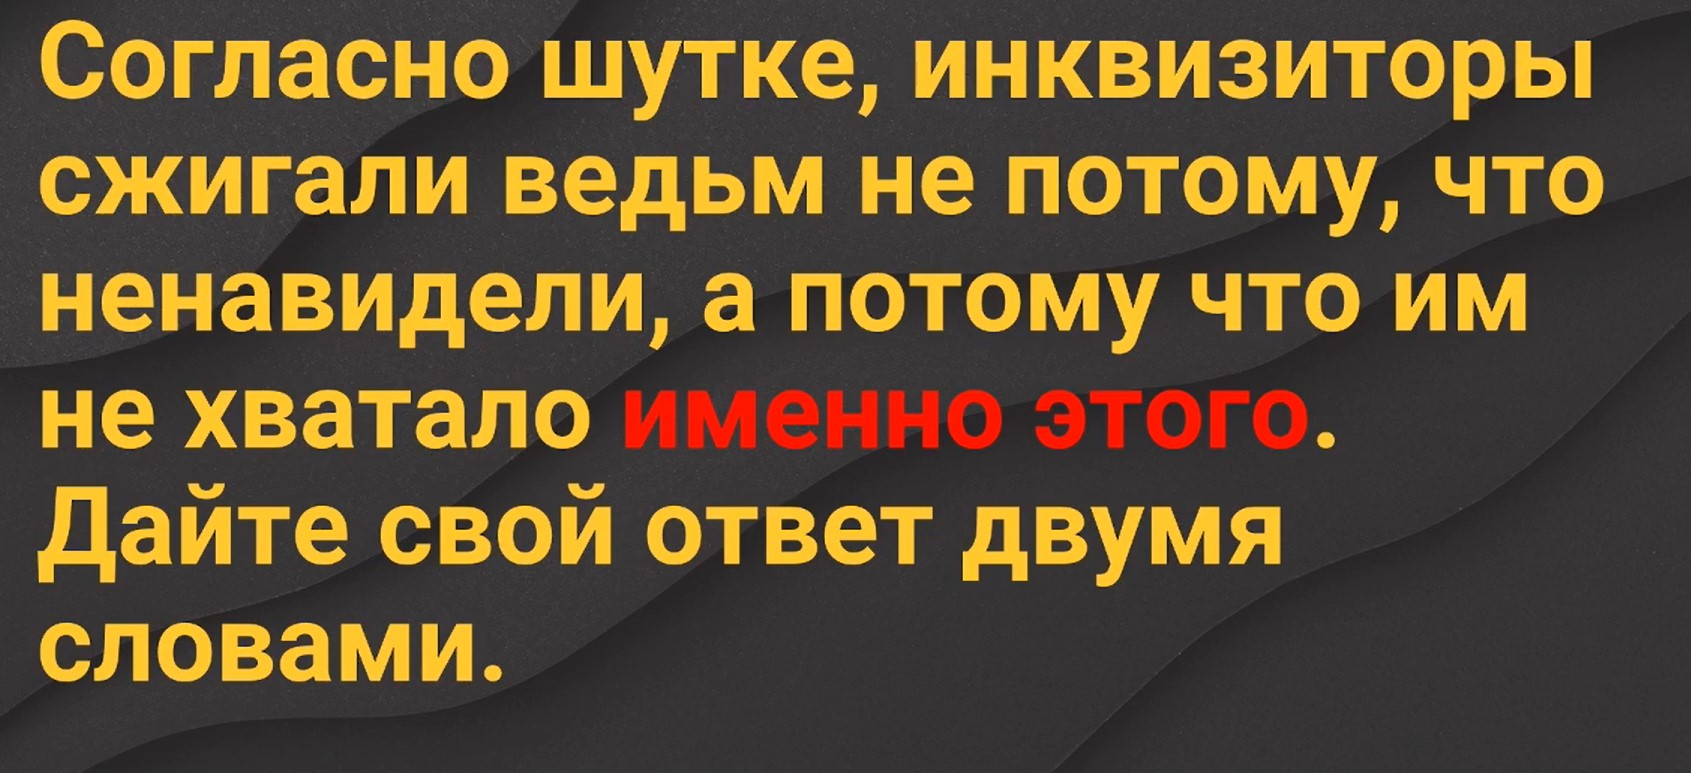 Согласно шутке, инквизиторы
сжигали ведьм не потому, что
ненавидели, а потому что им
не хватало именно этого.
Дайте свой ответ двумя
словами.